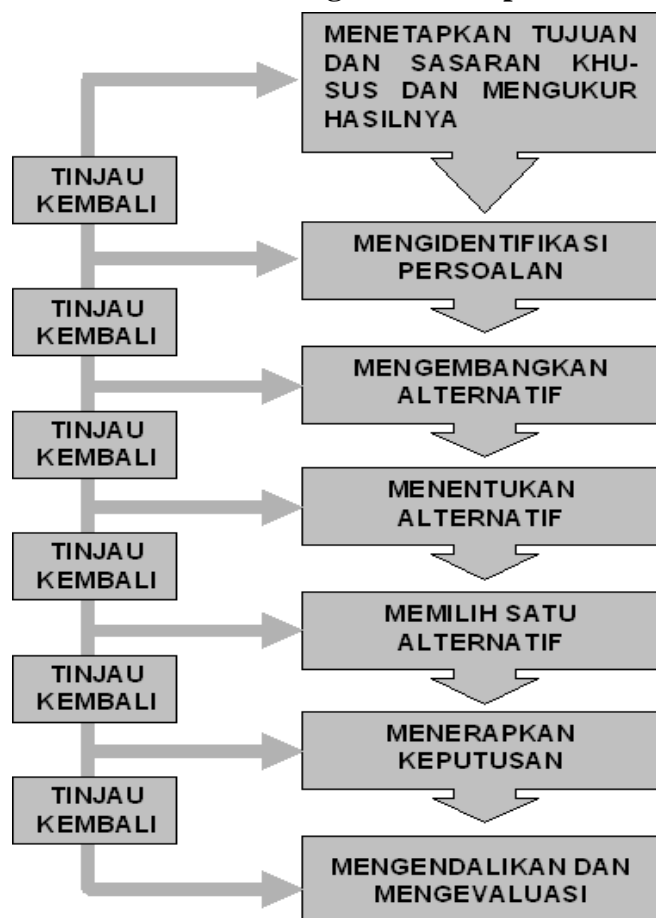 MENETAPKAN TUJUAN
DAN SASARAN KHU-
SUS DAN MENGUKUR
HASILNYA
TINJAU
KEMBALI
MENGIDENTIFIKASI
PERSOALAN
TINJAU
KEMBALI
MENGEMBANGKAN
ALTERNATIF
TINJAU
KEMBALI
MENENTUKAN
ALTERNATIF
TINJAU
KEMBALI
MEMILIH SATU
ALTERNATIF
TINJAU
KEMBALI
MENERAPKAN
KEPUTUSAN
TINJAU
KEMBALI
MENGENDALIKAN DAN
MENGEVALUASI